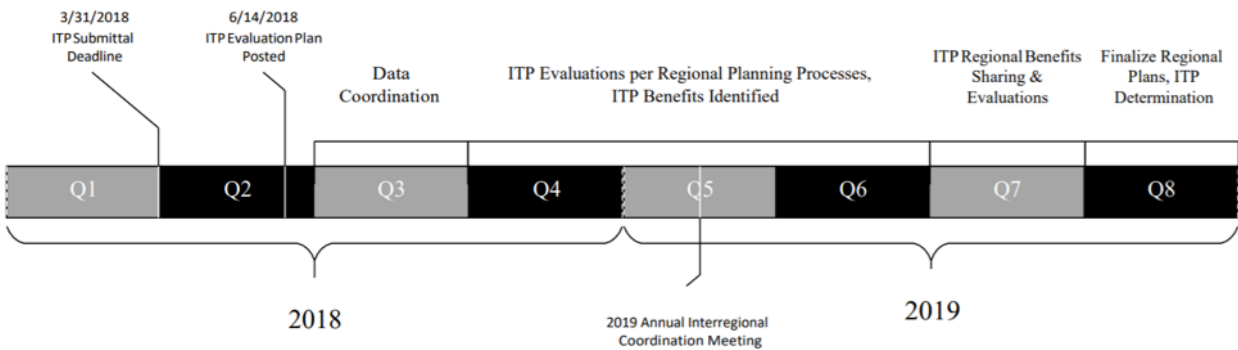 3/31/2018
ITP Submittal
Deadline
6/14/2018
ITP Evaluation Plan
Posted
Data
Coordination
ITP Evaluations per Regional Planning Processes,
ITP Benefits Identified
ITP Regional Benefits
Sharing &
Evaluations
Finalize Regional
Plans, ITP
Determination
Q1
Q2
Q3
Q4
Q5
Q6
Q7
Q8
2018
2019
2019 Annual Interregional
Coordination Meeting